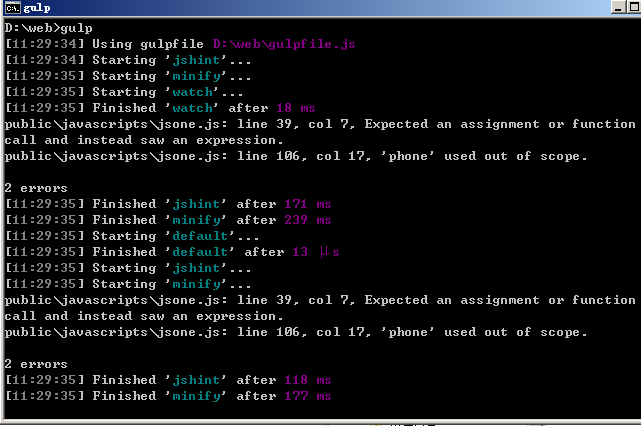 gulp
D:\web>gulp
[11:29:34] Using gulpfile D:\web\gulpfile.js
[11:29:34] Starting 'jshint'...
[11:29:35] Starting 'minify'...
[11:29:35] Starting 'watch'...
[11:29:35] Finished 'watch' after 18 ms
public\javascripts\jsone.js: line 39, col 7, Expected an assignment or function
call and instead saw an expression.
public\javascripts\jsone.js: line 106, col 17, 'phone' used out of scope.
2 errors
[11:29:35] Finished 'jshint' after 171 ms
[11:29:35] Finished 'minify' after 239 ms
[11:29:35] Starting 'default'...
[11:29:35] Finished 'default' after 13 μs
[11:29:35] Starting 'jshint'...
[11:29:35] Starting 'minify'...
public\javascripts\jsone.js: line 39, col 7, Expected an assignment or function
call and instead saw an expression.
public\javascripts\jsone.js: line 106, col 17, 'phone' used out of scope.
2 errors
[11:29:35] Finished 'jshint' after 118 ms
[11:29:35] Finished 'minify' after 177 ms